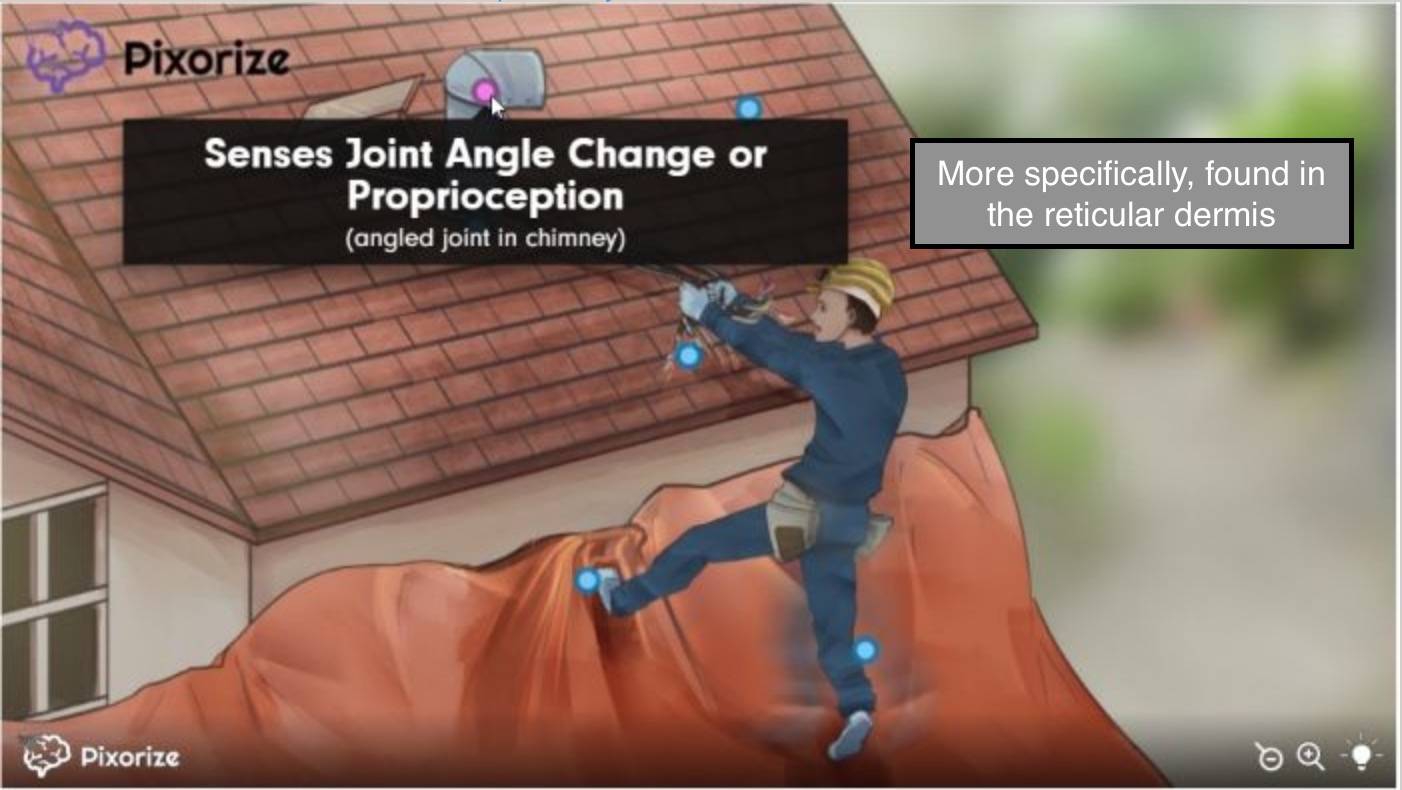 Pixorize
Senses Joint Angle Change or
Proprioception
(angled joint in chimney)
More specifically, found in
the reticular dermis
Pixorize